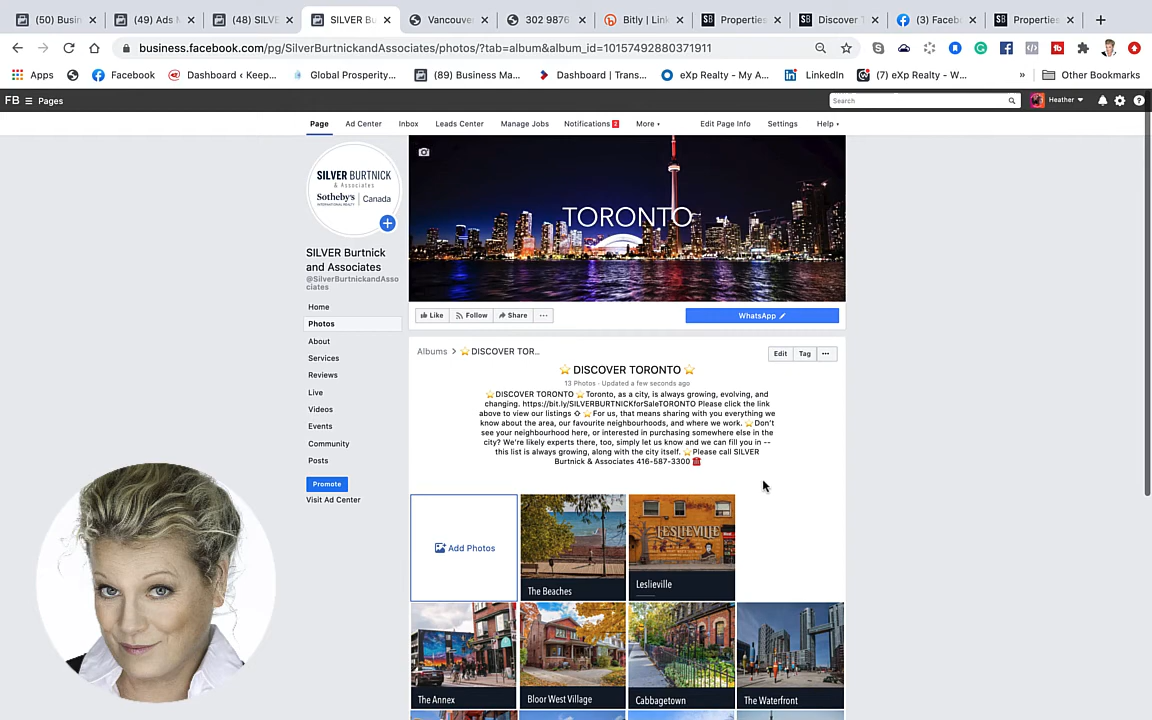 (50) Busin
(49) Ads M
(48) SILVE
SILVER Bu
Vancouver
302 9876
Bitly | Link
Properties
Discover T
(3) Faceb
Properties
business.facebook.com/pg/SilverBurtnickandAssociates/photos/?tab=album&album_id=10157492880371911
Apps
Facebook
Dashboard ‹ Keep...
Global Prosperity...
(89) Business Ma...
Dashboard | Trans...
eXp Realty - My A...
LinkedIn
(7) eXp Realty - W...
»
Other Bookmarks
FB ☰ Pages
Search
Heather
Page Ad Center Inbox Leads Center Manage Jobs Notifications 2 More Edit Page Info Settings Help
SILVER BURTNICK
& Associates
Sotheby's | Canada
INTERNATIONAL REALTY
TORONTO
SILVER Burtnick
and Associates
@SilverBurtnickandAsso
ciates
Like Follow Share ...
WhatsApp
Home
Photos
About
Services
Reviews
Live
Videos
Events
Community
Posts
Promote
Visit Ad Center
Albums > ⭐DISCOVER TOR...
Edit Tag ...
⭐ DISCOVER TORONTO ⭐
13 Photos · Updated a few seconds ago
⭐DISCOVER TORONTO ⭐Toronto, as a city, is always growing, evolving, and
changing. https://bit.ly/SILVERBURTNICKforSaleTORONTO Please click the link
above to view our listings ⭐For us, that means sharing with you everything we
know about the area, our favourite neighbourhoods, and where we work. ⭐Don't
see your neighbourhood here, or interested in purchasing somewhere else in the
city? We're likely experts there, too, simply let us know and we can fill you in --
this list is always growing, along with the city itself. ⭐Please call SILVER
Burtnick & Associates 416-587-3300 ☎
Add Photos
The Beaches
LESLIEVILLE
Leslieville
The Annex
Bloor West Village
Cabbagetown
The Waterfront